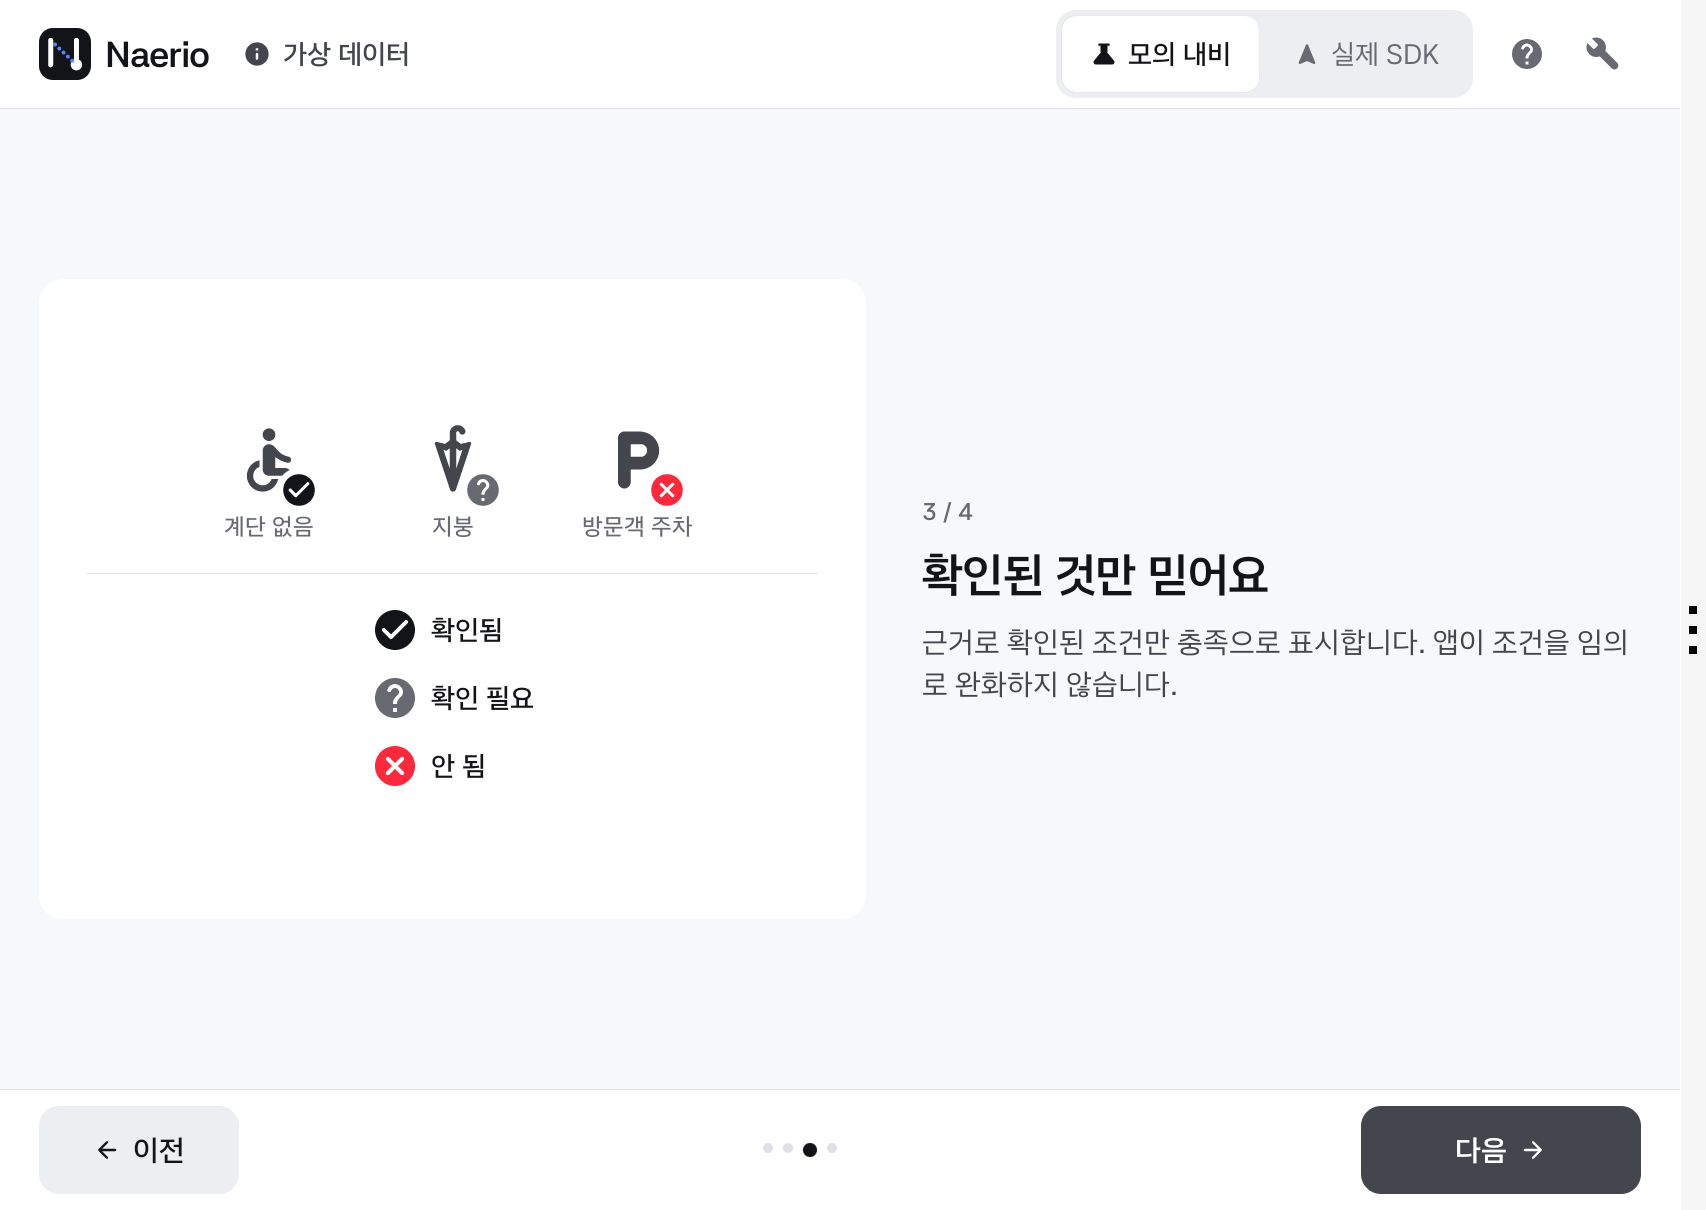 Naerio
가상 데이터
모의 내비
실제 SDK
계단 없음
지붕
방문객 주차
확인됨
확인 필요
안 됨
3 / 4
확인된 것만 믿어요
근거로 확인된 조건만 충족으로 표시합니다. 앱이 조건을 임의
로 완화하지 않습니다.
← 이전
다음 →